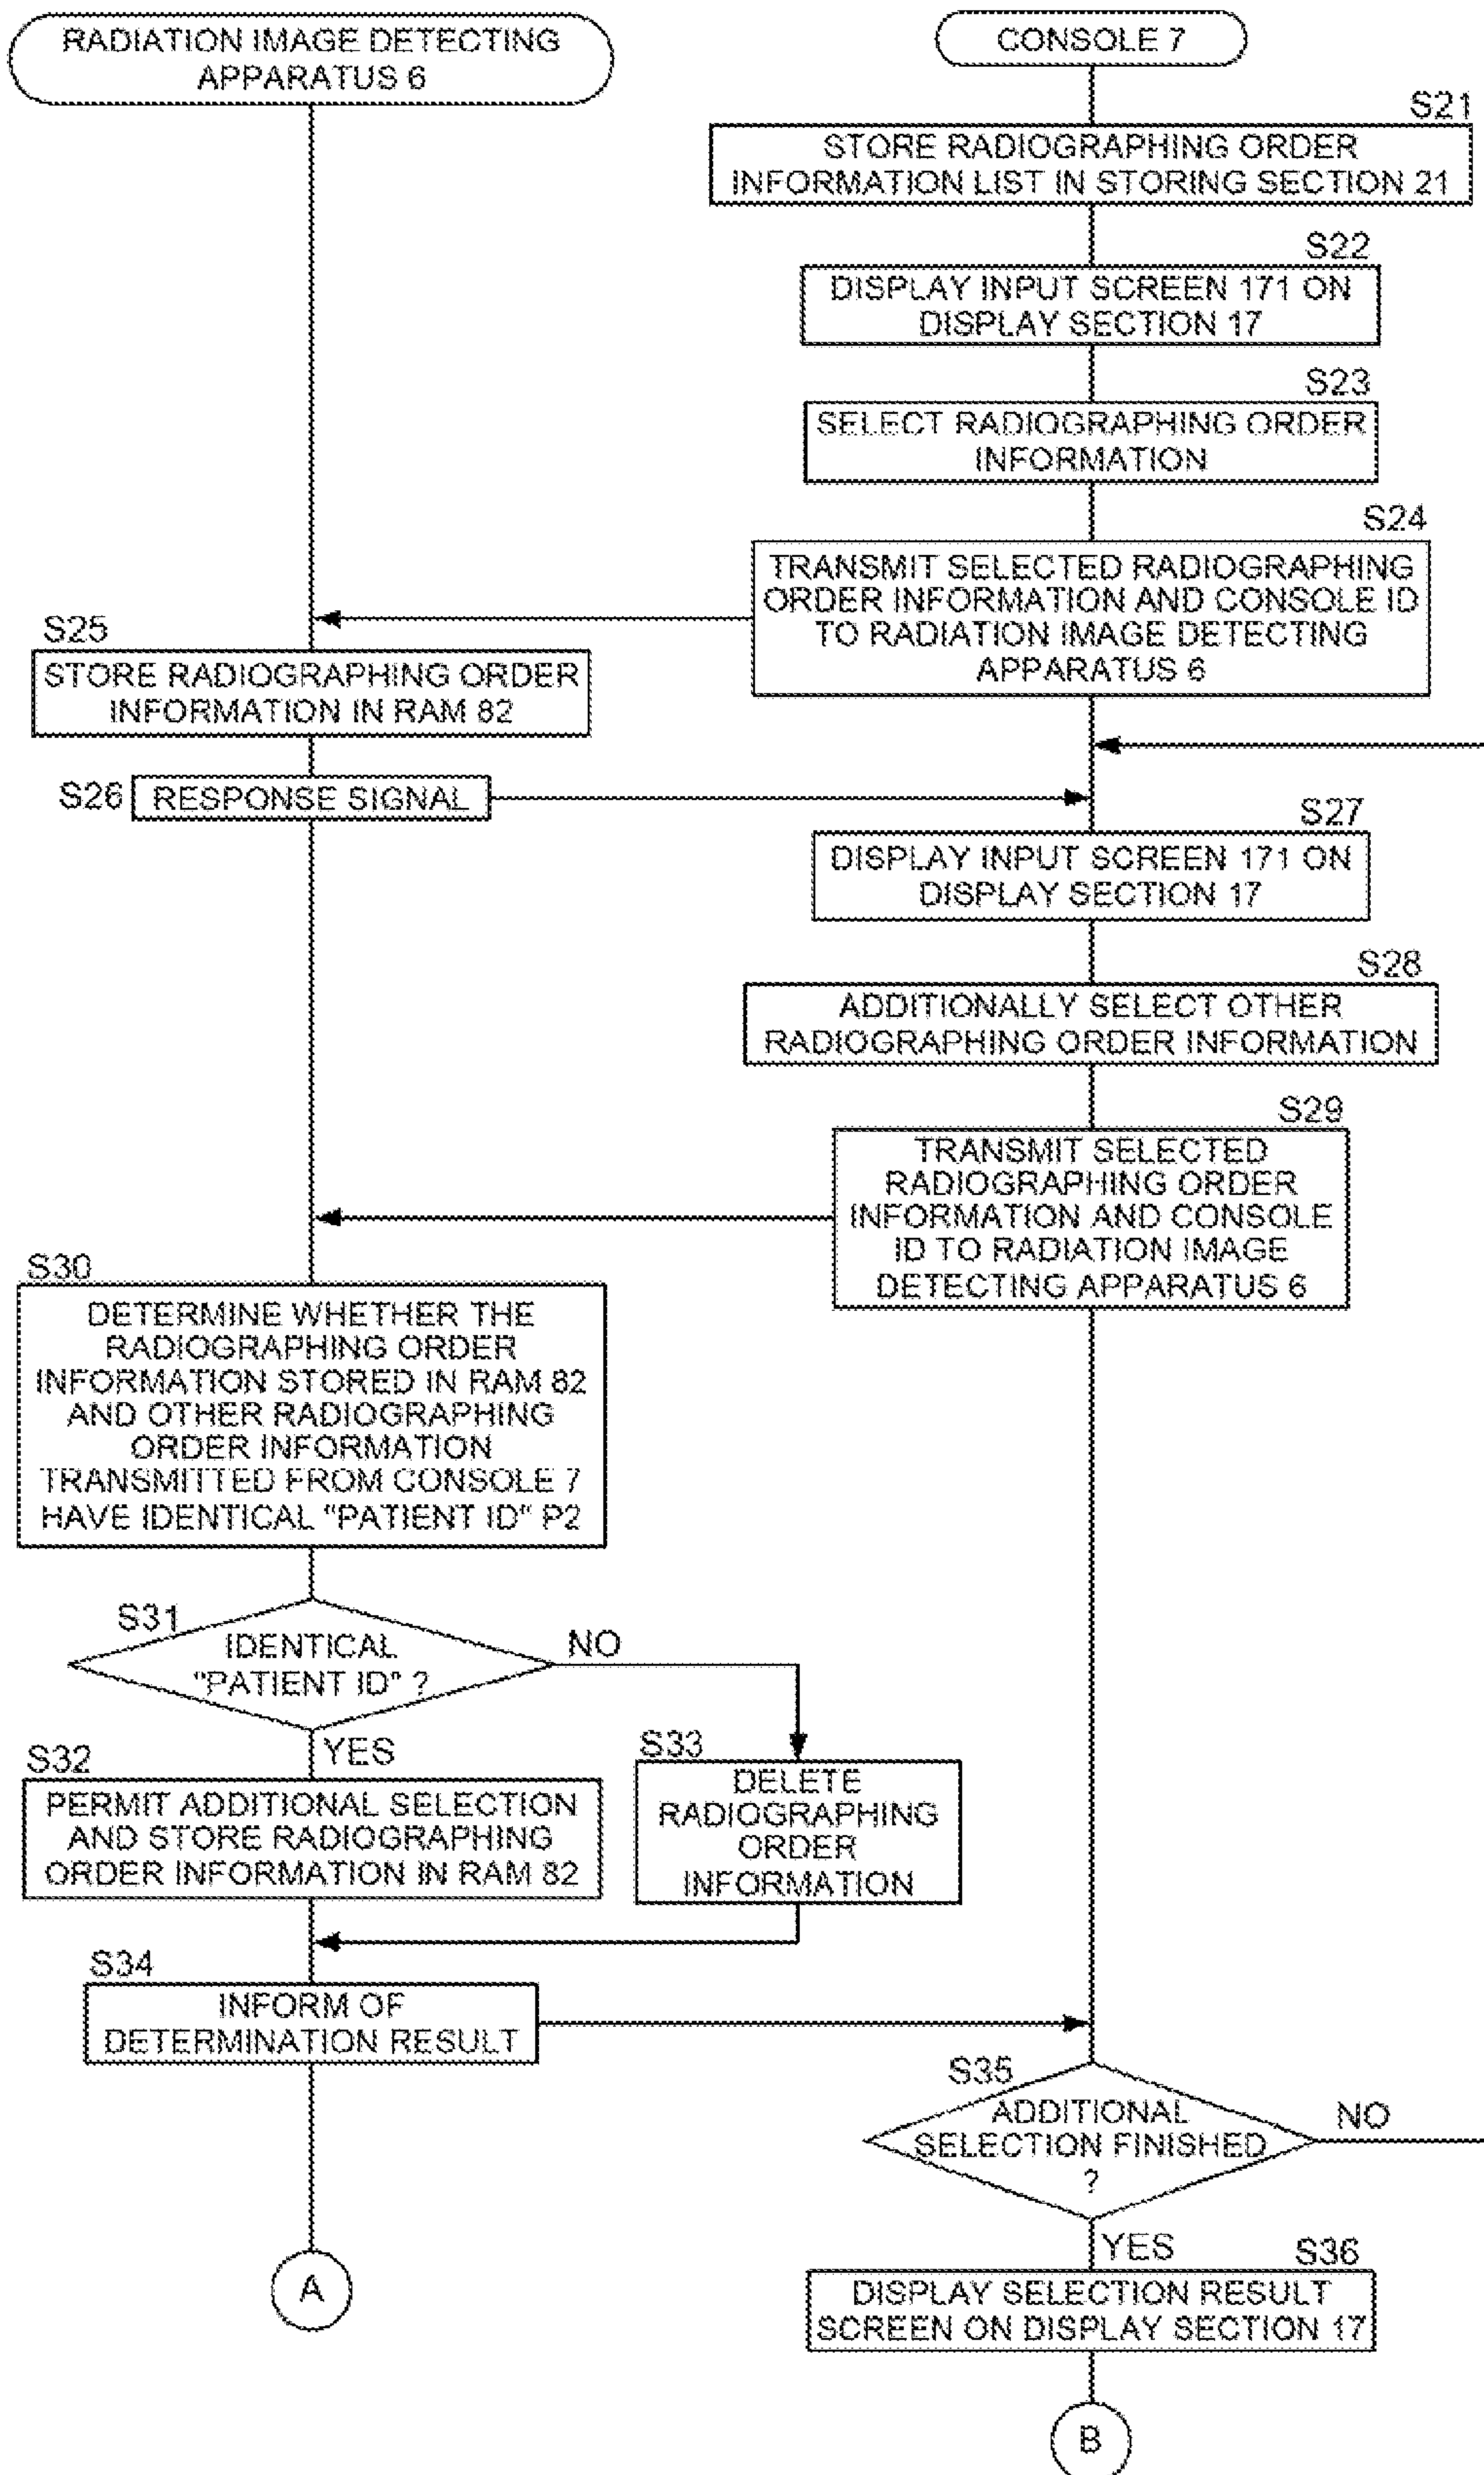 RADIATION IMAGE DETECTING
APPARATUS 6
CONSOLE 7
S21
STORE RADIOGRAPHING ORDER
INFORMATION LIST IN STORING SECTION 21
S22
DISPLAY INPUT SCREEN 171 ON
DISPLAY SECTION 17
S23
SELECT RADIOGRAPHING ORDER
INFORMATION
S24
TRANSMIT SELECTED RADIOGRAPHING
ORDER INFORMATION AND CONSOLE ID
TO RADIATION IMAGE DETECTING
APPARATUS 6
S25
STORE RADIOGRAPHING ORDER
INFORMATION IN RAM 82
S26
RESPONSE SIGNAL
S27
DISPLAY INPUT SCREEN 171 ON
DISPLAY SECTION 17
S28
ADDITIONALLY SELECT OTHER
RADIOGRAPHING ORDER INFORMATION
S29
TRANSMIT SELECTED
RADIOGRAPHING ORDER
INFORMATION AND CONSOLE
ID TO RADIATION IMAGE
DETECTING APPARATUS 6
S30
DETERMINE WHETHER THE
RADIOGRAPHING ORDER
INFORMATION STORED IN RAM 82
AND OTHER RADIOGRAPHING
ORDER INFORMATION
TRANSMITTED FROM CONSOLE 7
HAVE IDENTICAL "PATIENT ID" P2
S31
IDENTICAL
"PATIENT ID" ?
NO
YES
S32
PERMIT ADDITIONAL SELECTION
AND STORE RADIOGRAPHING
ORDER INFORMATION IN RAM 82
S33
DELETE
RADIOGRAPHING
ORDER
INFORMATION
S34
INFORM OF
DETERMINATION RESULT
S35
ADDITIONAL
SELECTION FINISHED
?
NO
YES
S36
DISPLAY SELECTION RESULT
SCREEN ON DISPLAY SECTION 17
A
B